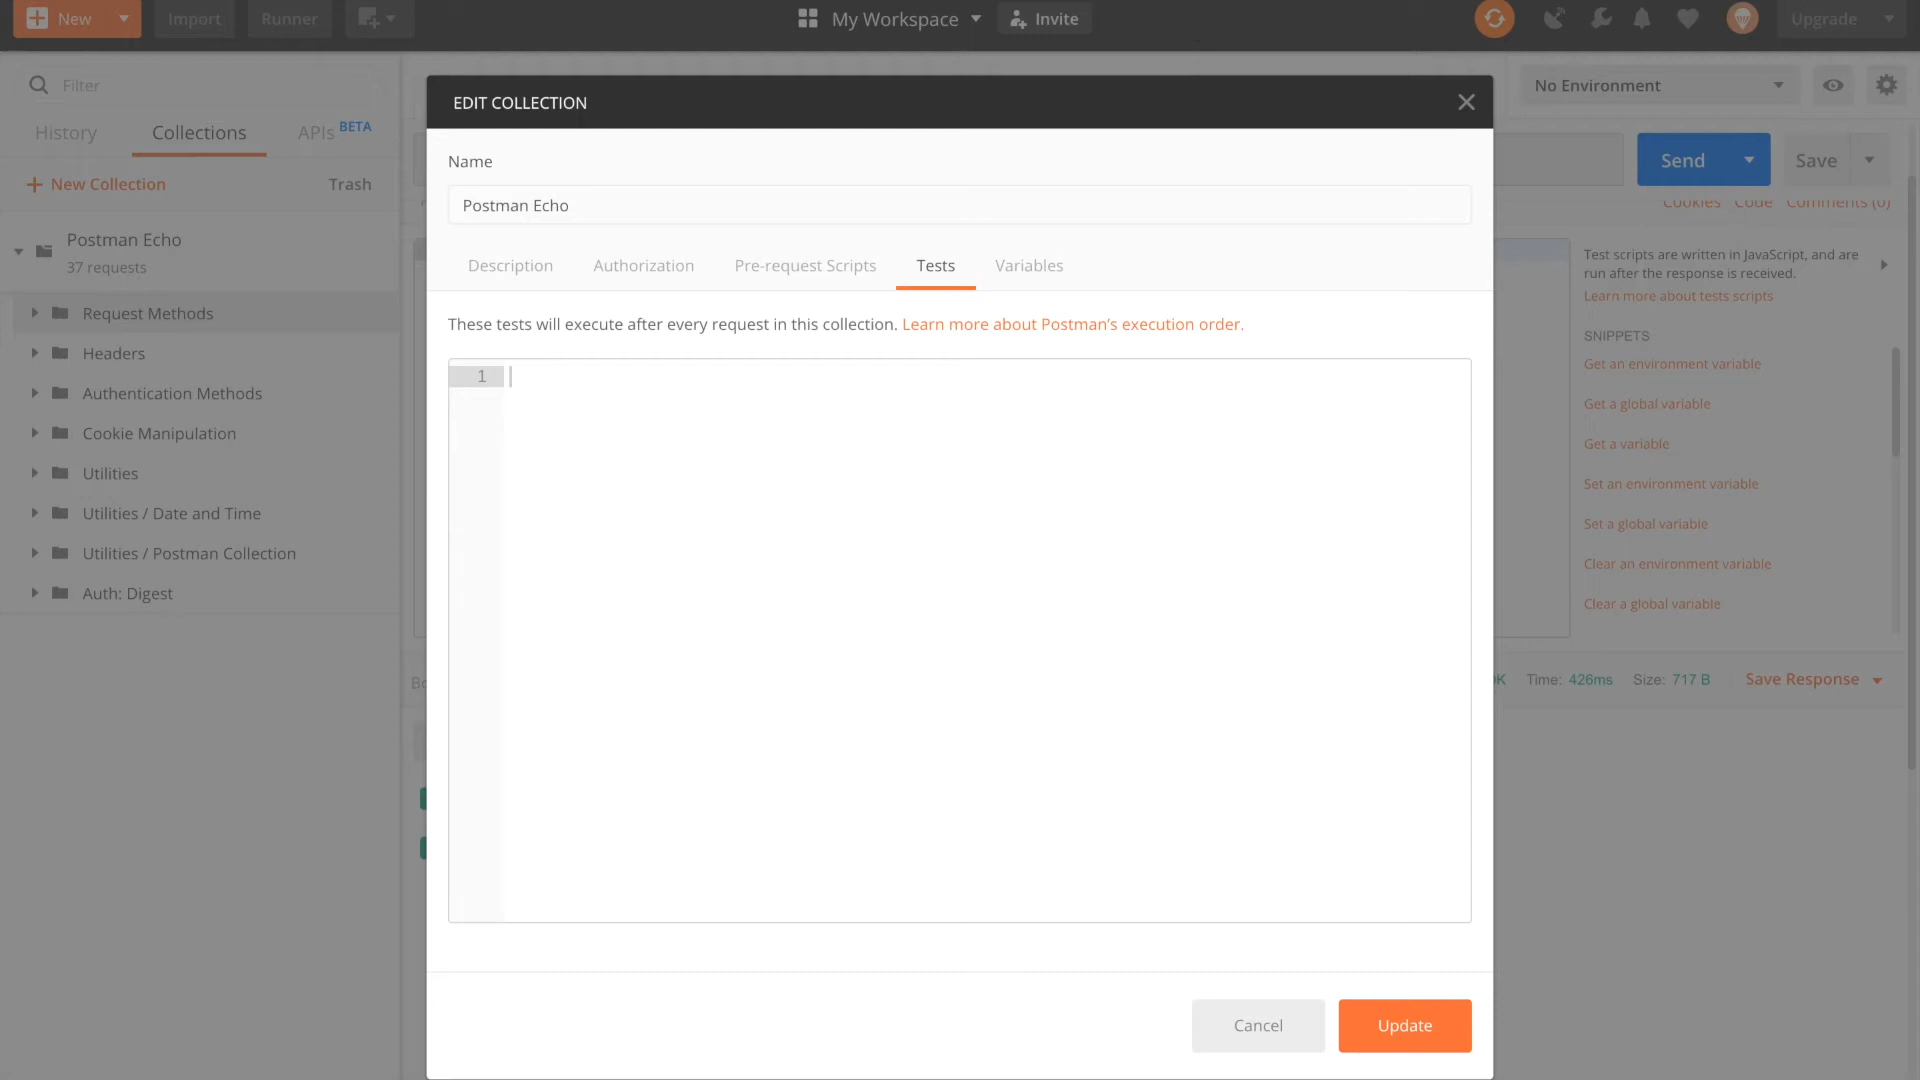 New
Import
Runner
My Workspace
Invite
Upgrade
Filter
History
Collections
APIs BETA
New Collection
Trash
Postman Echo
37 requests
Request Methods
Headers
Authentication Methods
Cookie Manipulation
Utilities
Utilities / Date and Time
Utilities / Postman Collection
Auth: Digest
EDIT COLLECTION
Name
Postman Echo
Description
Authorization
Pre-request Scripts
Tests
Variables
These tests will execute after every request in this collection. Learn more about Postman’s execution order.
1
Cancel
Update
No Environment
Send
Save
Cookies Code Comments (0)
Test scripts are written in JavaScript, and are
run after the response is received.
Learn more about tests scripts
SNIPPETS
Get an environment variable
Get a global variable
Get a variable
Set an environment variable
Set a global variable
Clear an environment variable
Clear a global variable
Time: 426ms Size: 717 B Save Response